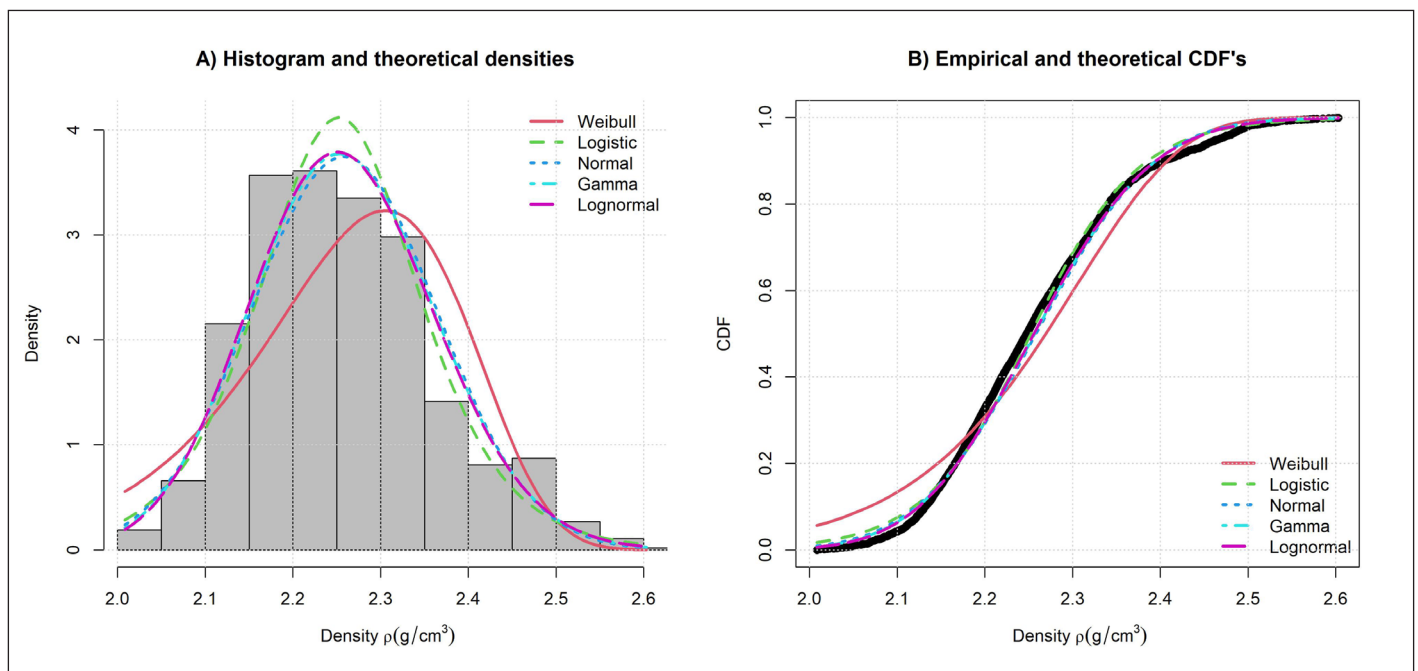 A) Histogram and theoretical densities
Weibull
Logistic
Normal
Gamma
Lognormal
Density
4
3
2
1
0
2.0 2.1 2.2 2.3 2.4 2.5 2.6
Density ρ(g/cm³)
B) Empirical and theoretical CDF's
CDF
1.0
0.8
0.6
0.4
0.2
0.0
Weibull
Logistic
Normal
Gamma
Lognormal
2.0 2.1 2.2 2.3 2.4 2.5 2.6
Density ρ(g/cm³)